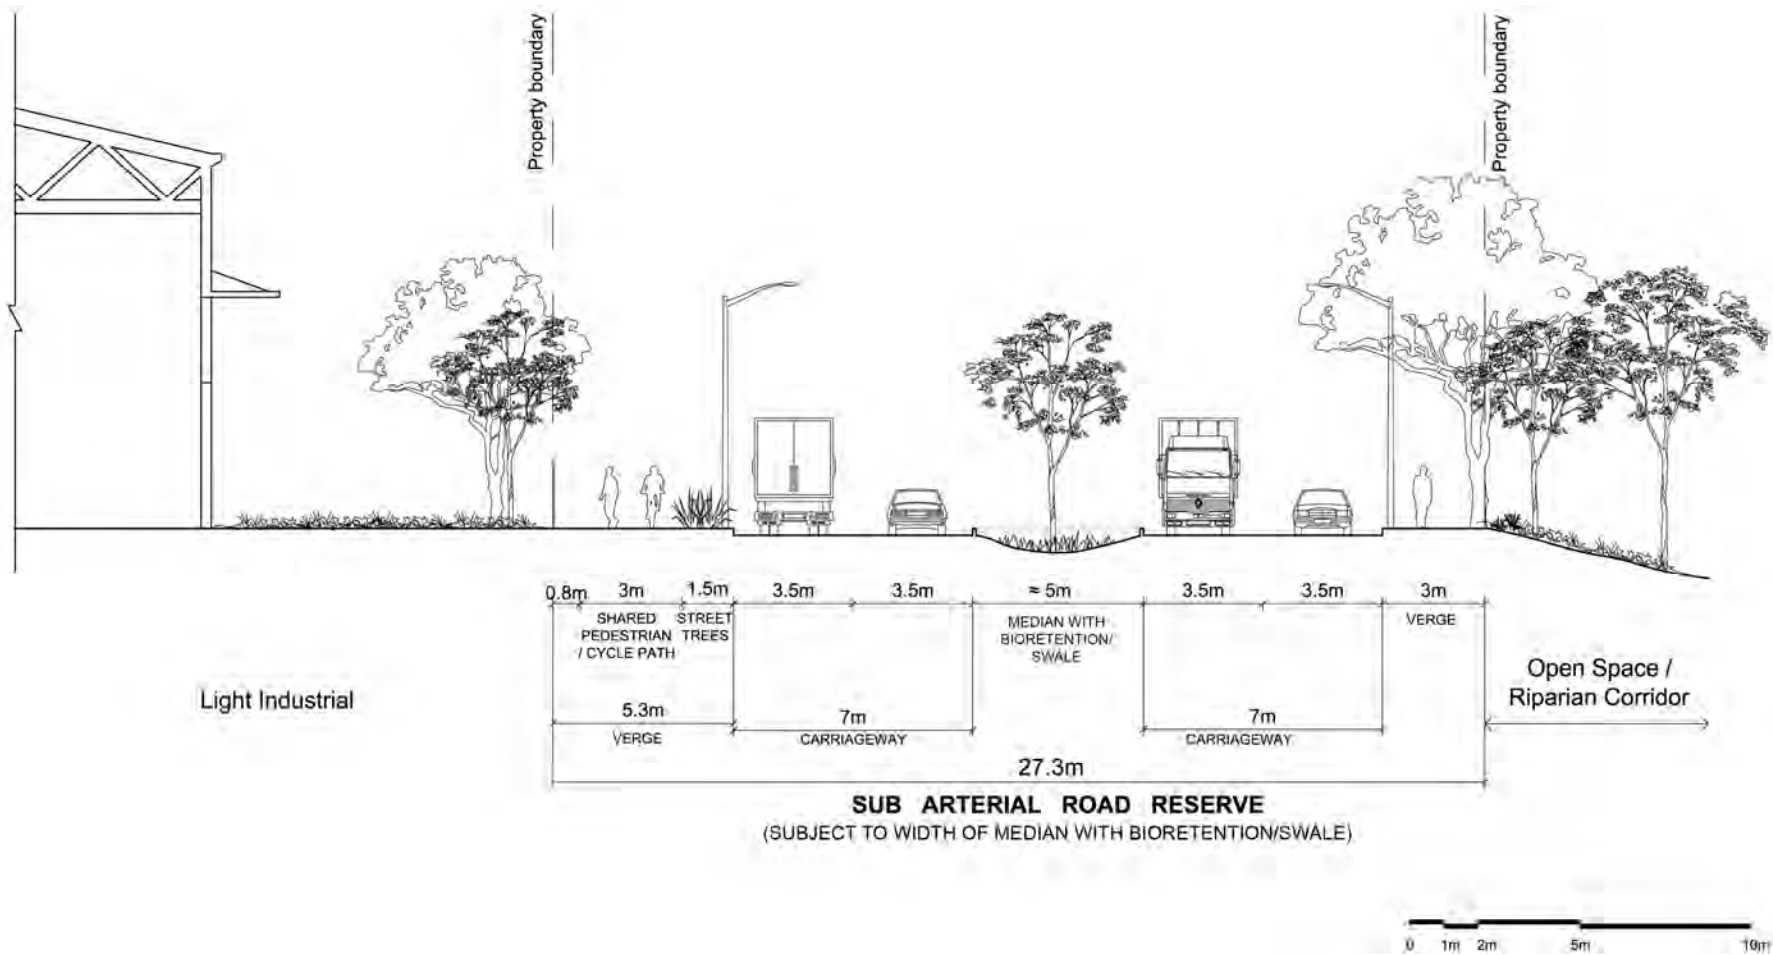 Property boundary
Property boundary
0.8m 3m 1.5m 3.5m 3.5m ≈ 5m 3.5m 3.5m 3m
SHARED
PEDESTRIAN
/ CYCLE PATH
STREET
TREES
MEDIAN WITH
BIORETENTION/
SWALE
VERGE
Light Industrial
Open Space /
Riparian Corridor
5.3m 7m 7m
VERGE CARRIAGEWAY CARRIAGEWAY
27.3m
SUB ARTERIAL ROAD RESERVE
(SUBJECT TO WIDTH OF MEDIAN WITH BIORETENTION/SWALE)
0 1m 2m 5m 10m